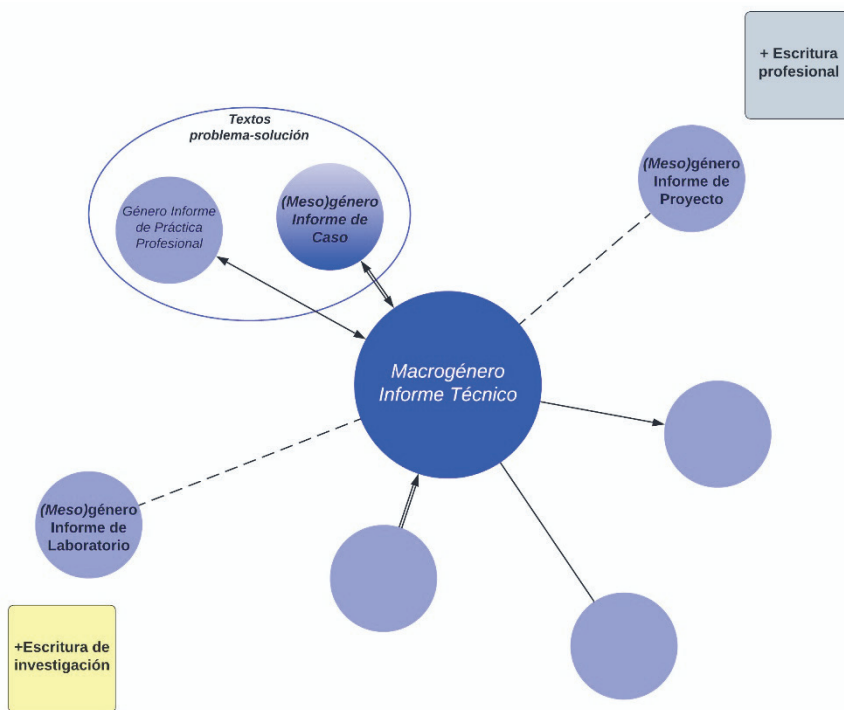 + Escritura
profesional
Textos
problema-solución
Género Informe
de Práctica
Profesional
(Meso)género
Informe de
Caso
(Meso)género
Informe de
Proyecto
Macrogénero
Informe Técnico
(Meso)género
Informe de
Laboratorio
+Escritura de
investigación